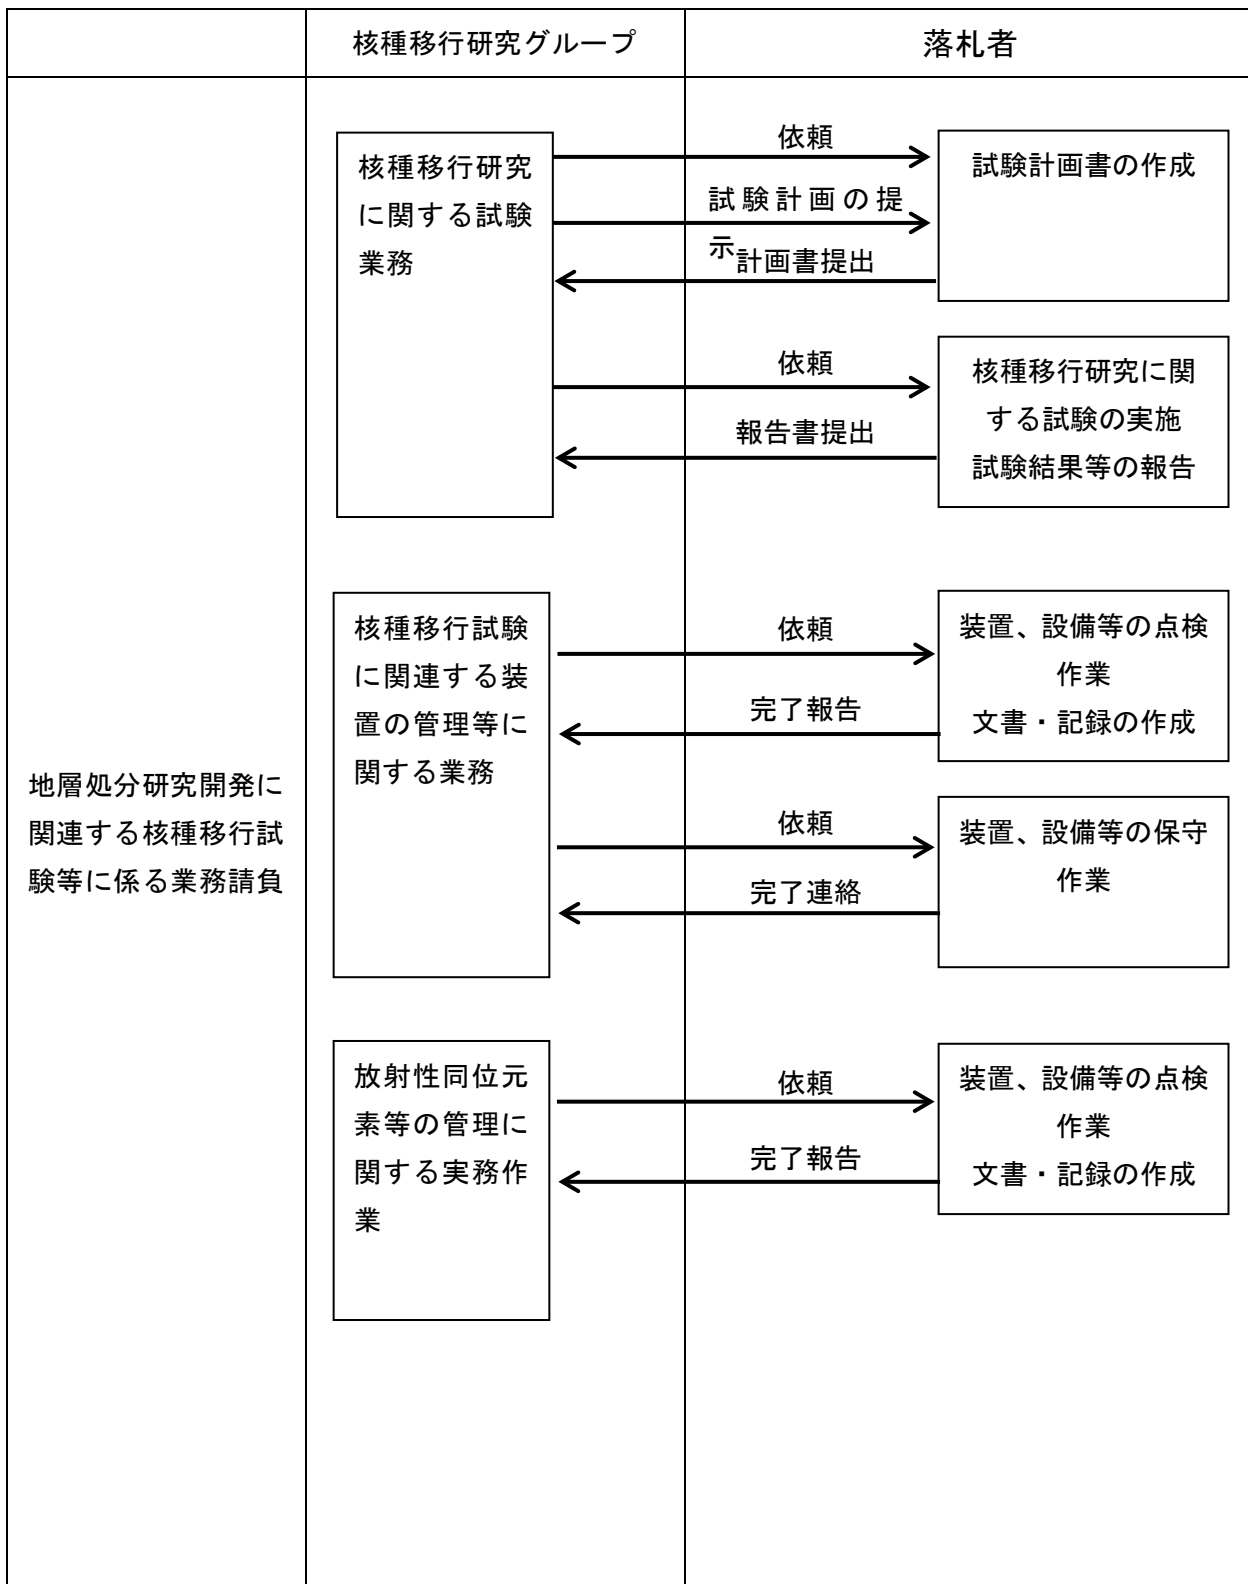 核種移行研究グループ
落札者
地層処分研究開発に
関連する核種移行試
験等に係る業務請負
核種移行研究
に関する試験
業務
依頼
試験計画の提
示
計画書提出
試験計画書の作成
依頼
報告書提出
核種移行研究に関
する試験の実施
試験結果等の報告
核種移行試験
に関連する装
置の管理等に
関する業務
依頼
完了報告
装置、設備等の点検
作業
文書・記録の作成
依頼
完了連絡
装置、設備等の保守
作業
放射性同位元
素等の管理に
関する実務作
業
依頼
完了報告
装置、設備等の点検
作業
文書・記録の作成